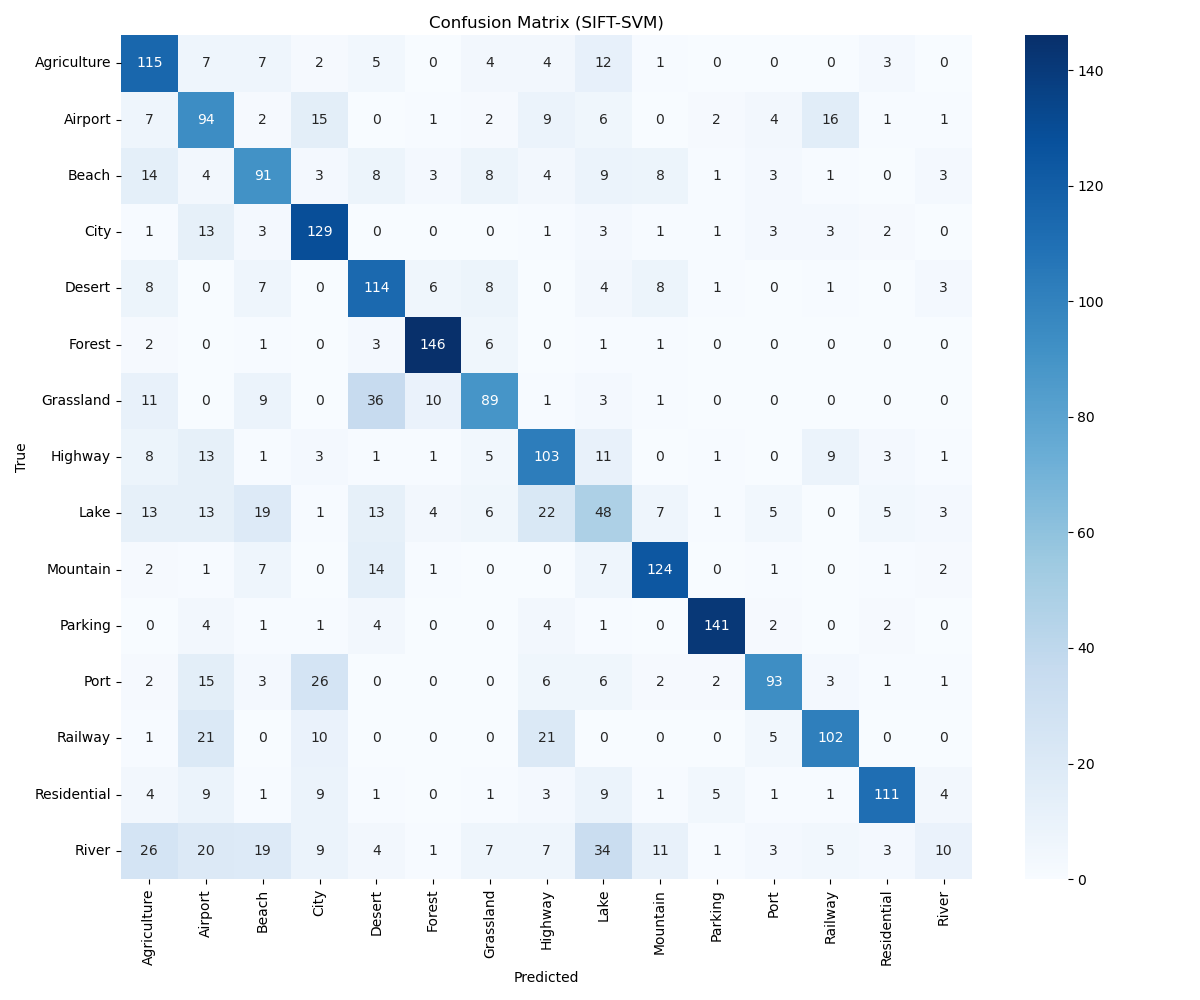 Confusion Matrix (SIFT-SVM)
Agriculture 115 7 7 2 5 0 4 4 12 1 0 0 0 3 0
Airport 7 94 2 15 0 1 2 9 6 0 2 4 16 1 1
Beach 14 4 91 3 8 3 8 4 9 8 1 3 1 0 3
City 1 13 3 129 0 0 0 1 3 1 1 3 3 2 0
Desert 8 0 7 0 114 6 8 0 4 8 1 0 1 0 3
Forest 2 0 1 0 3 146 6 0 1 1 0 0 0 0 0
Grassland 11 0 9 0 36 10 89 1 3 1 0 0 0 0 0
Highway 8 13 1 3 1 1 5 103 11 0 1 0 9 3 1
Lake 13 13 19 1 13 4 6 22 48 7 1 5 0 5 3
Mountain 2 1 7 0 14 1 0 0 7 124 0 1 0 1 2
Parking 0 4 1 1 4 0 0 4 1 0 141 2 0 2 0
Port 2 15 3 26 0 0 0 6 6 2 2 93 3 1 1
Railway 1 21 0 10 0 0 0 21 0 0 0 5 102 0 0
Residential 4 9 1 9 1 0 1 3 9 1 5 1 1 111 4
River 26 20 19 9 4 1 7 7 34 11 1 3 5 3 10
Agriculture Airport Beach City Desert Forest Grassland Highway Lake Mountain Parking Port Railway Residential River
Predicted
True
140
120
100
80
60
40
20
0